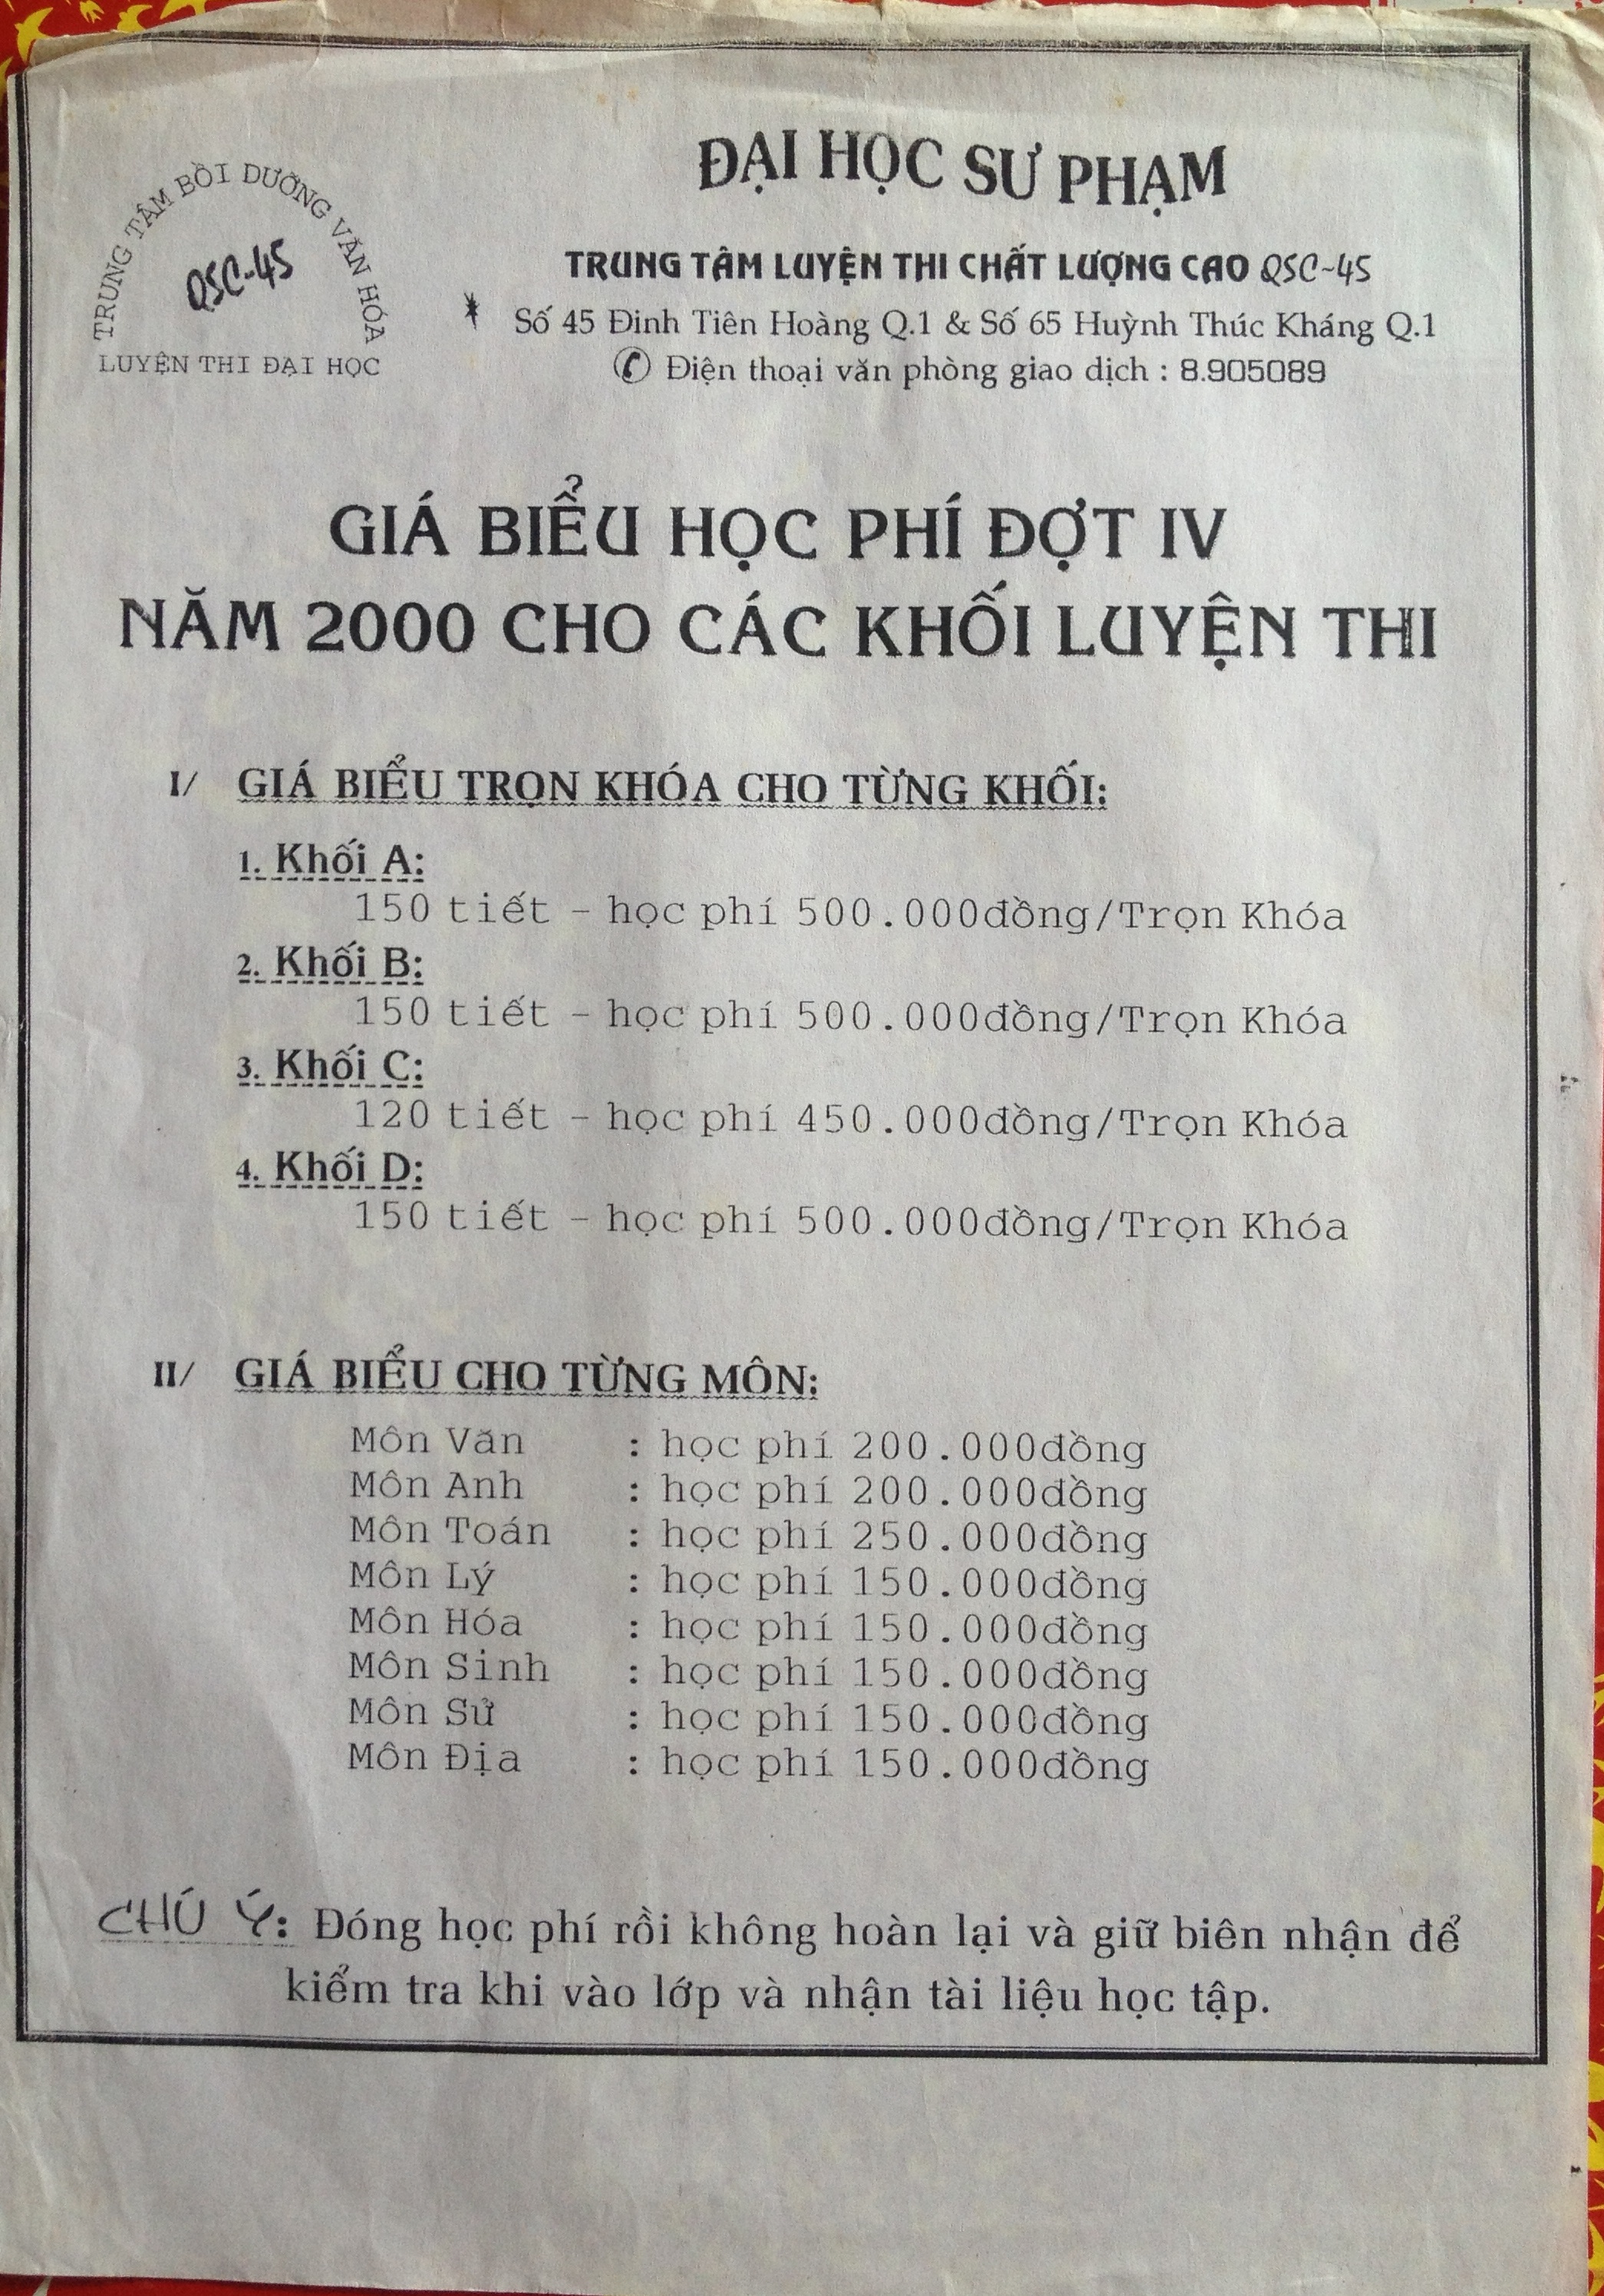 TRUNG TÂM BỒI DƯỠNG VĂN HÓA
QSC-45
LUYỆN THI ĐẠI HỌC
ĐẠI HỌC SƯ PHẠM
TRUNG TÂM LUYỆN THI CHẤT LƯỢNG CAO QSC-45
* Số 45 Đinh Tiên Hoàng Q.1 & Số 65 Huỳnh Thúc Kháng Q.1
✆ Điện thoại văn phòng giao dịch : 8.905089
GIÁ BIỂU HỌC PHÍ ĐỢT IV
NĂM 2000 CHO CÁC KHỐI LUYỆN THI
I/ GIÁ BIỂU TRỌN KHÓA CHO TỪNG KHỐI:
1. Khối A:
150 tiết - học phí 500.000đồng/Trọn Khóa
2. Khối B:
150 tiết - học phí 500.000đồng/Trọn Khóa
3. Khối C:
120 tiết - học phí 450.000đồng/Trọn Khóa
4. Khối D:
150 tiết - học phí 500.000đồng/Trọn Khóa
II/ GIÁ BIỂU CHO TỪNG MÔN:
Môn Văn : học phí 200.000đồng
Môn Anh : học phí 200.000đồng
Môn Toán : học phí 250.000đồng
Môn Lý : học phí 150.000đồng
Môn Hóa : học phí 150.000đồng
Môn Sinh : học phí 150.000đồng
Môn Sử : học phí 150.000đồng
Môn Địa : học phí 150.000đồng
CHÚ Ý: Đóng học phí rồi không hoàn lại và giữ biên nhận để
kiểm tra khi vào lớp và nhận tài liệu học tập.